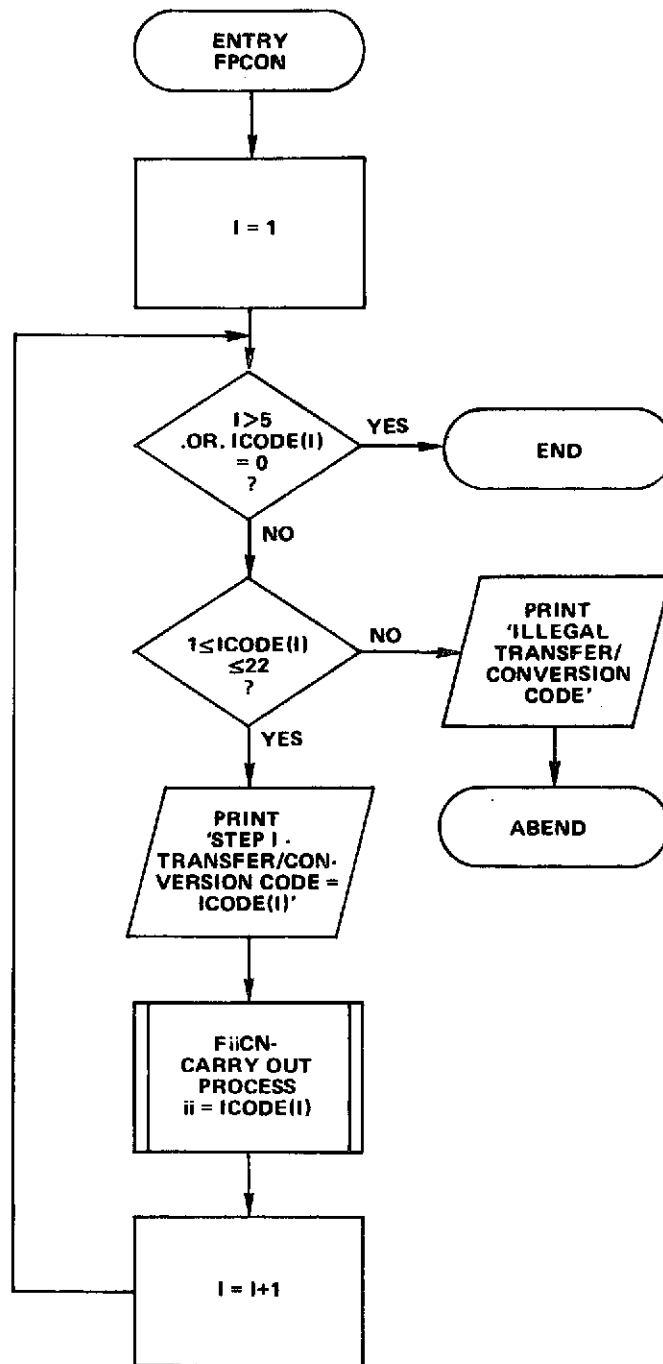 ENTRY
FPCON
I = 1
I>5
.OR. ICODE(I)
= 0
?
YES
END
NO
1≤ICODE(I)
≤22
?
NO
PRINT
'ILLEGAL
TRANSFER/
CONVERSION
CODE'
YES
ABEND
PRINT
'STEP I -
TRANSFER/CON-
VERSION CODE =
ICODE(I)'
FiiCN-
CARRY OUT
PROCESS
ii = ICODE(I)
I = I+1